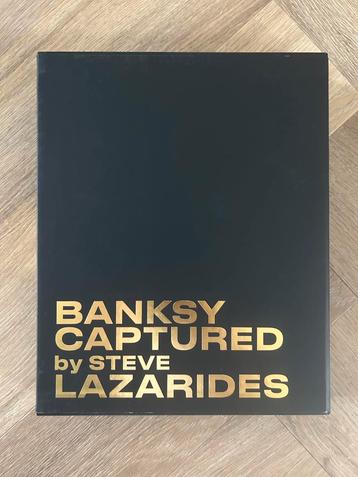 BANKSY
CAPTURED
by STEVE
LAZARIDES